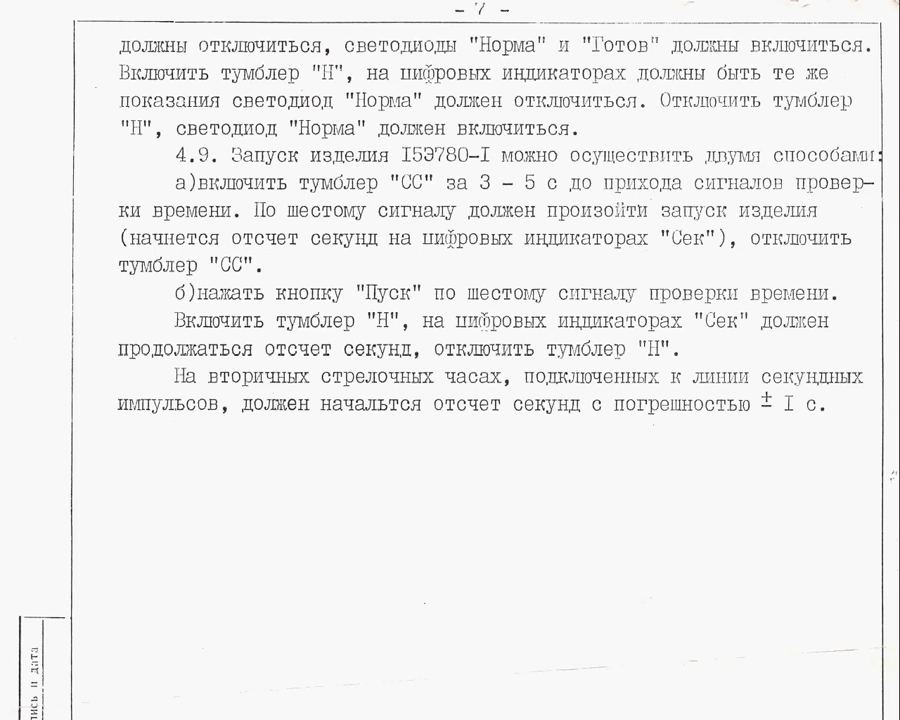 - 7 -
должны отключиться, светодиоды "Норма" и "Готов" должны включиться.
Включить тумблер "Н", на цифровых индикаторах должны быть те же
показания светодиод "Норма" должен отключиться. Отключить тумблер
"Н", светодиод "Норма" должен включиться.
4.9. Запуск изделия I5Э780-I можно осуществить двумя способами:
а)включить тумблер "СС" за 3 - 5 с до прихода сигналов провер-
ки времени. По шестому сигналу должен произойти запуск изделия
(начнется отсчет секунд на цифровых индикаторах "Сек"), отключить
тумблер "СС".
б)нажать кнопку "Пуск" по шестому сигналу проверки времени.
Включить тумблер "Н", на цифровых индикаторах "Сек" должен
продолжаться отсчет секунд, отключить тумблер "Н".
На вторичных стрелочных часах, подключенных к линии секундных
импульсов, должен начальтся отсчет секунд с погрешностью ± I с.
пись и дата